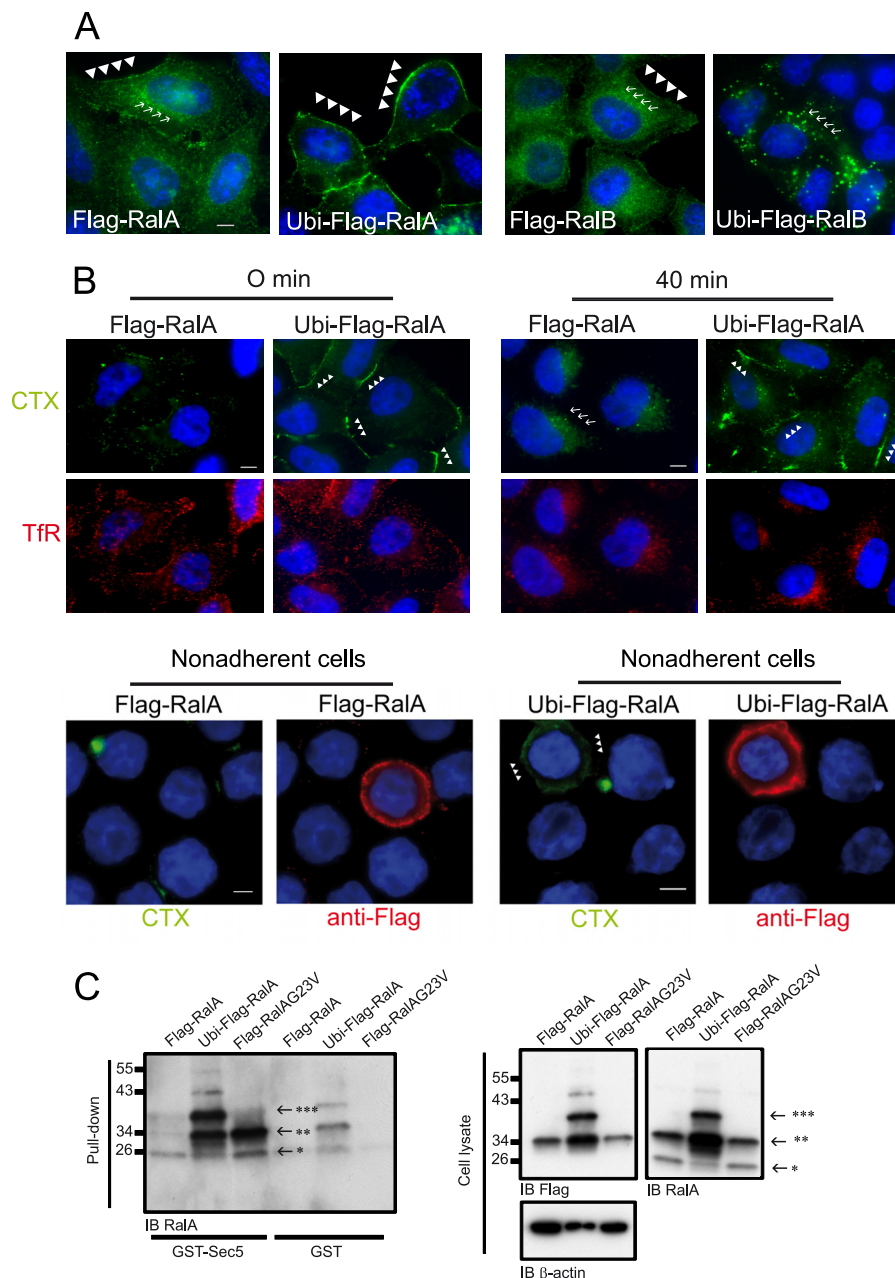 A
Flag-RalA
Ubi-Flag-RalA
Flag-RalB
Ubi-Flag-RalB
B
O min
40 min
Flag-RalA
Ubi-Flag-RalA
Flag-RalA
Ubi-Flag-RalA
CTX
TfR
Nonadherent cells
Nonadherent cells
Flag-RalA
Flag-RalA
Ubi-Flag-RalA
Ubi-Flag-RalA
CTX
anti-Flag
CTX
anti-Flag
C
Flag-RalA
Ubi-Flag-RalA
Flag-RalAG23V
Flag-RalA
Ubi-Flag-RalA
Flag-RalAG23V
Pull-down
55
43
34
26
← ***
← **
← *
IB RalA
GST-Sec5
GST
Flag-RalA
Ubi-Flag-RalA
Flag-RalAG23V
Flag-RalA
Ubi-Flag-RalA
Flag-RalAG23V
Cell lysate
55
43
34
26
← ***
← **
← *
IB Flag
IB RalA
IB β-actin